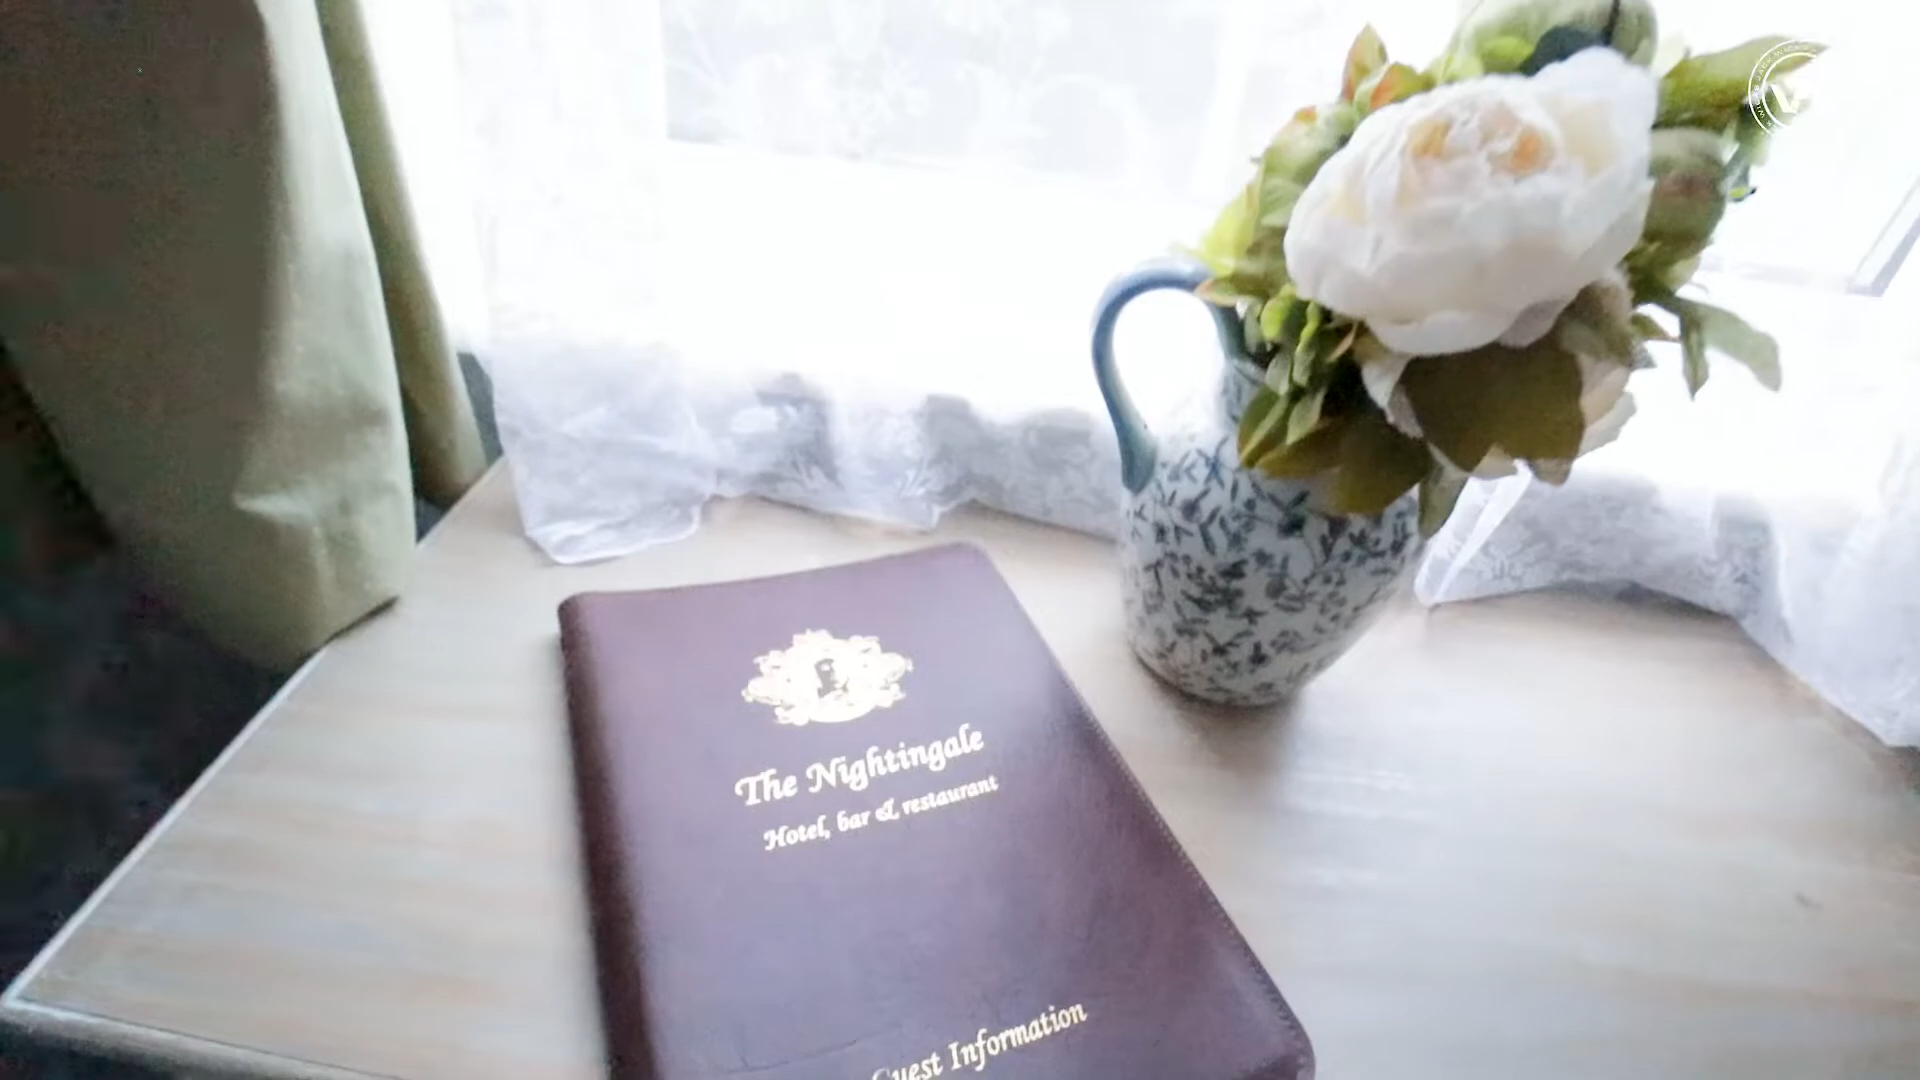 The Nightingale
Hotel, bar & restaurant
Guest Information